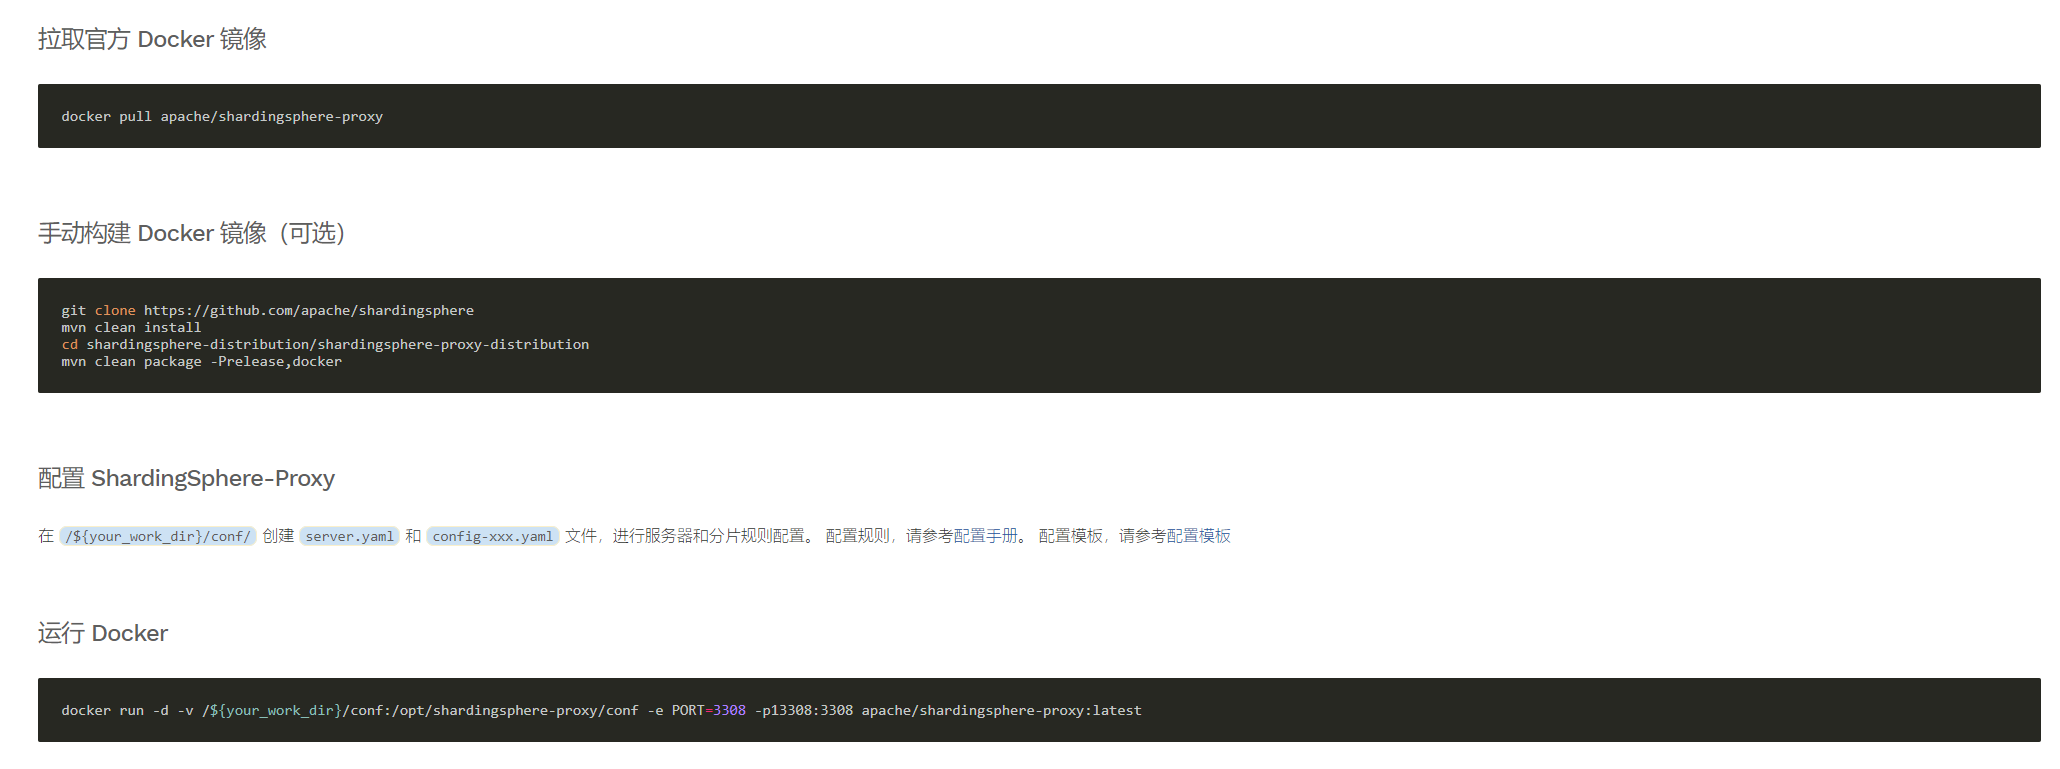 拉取官方 Docker 镜像
docker pull apache/shardingsphere-proxy
手动构建 Docker 镜像（可选）
git clone https://github.com/apache/shardingsphere
mvn clean install
cd shardingsphere-distribution/shardingsphere-proxy-distribution
mvn clean package -Prelease,docker
配置 ShardingSphere-Proxy
在 /${your_work_dir}/conf/ 创建 server.yaml 和 config-xxx.yaml 文件，进行服务器和分片规则配置。 配置规则，请参考配置手册。 配置模板，请参考配置模板
运行 Docker
docker run -d -v /${your_work_dir}/conf:/opt/shardingsphere-proxy/conf -e PORT=3308 -p13308:3308 apache/shardingsphere-proxy:latest